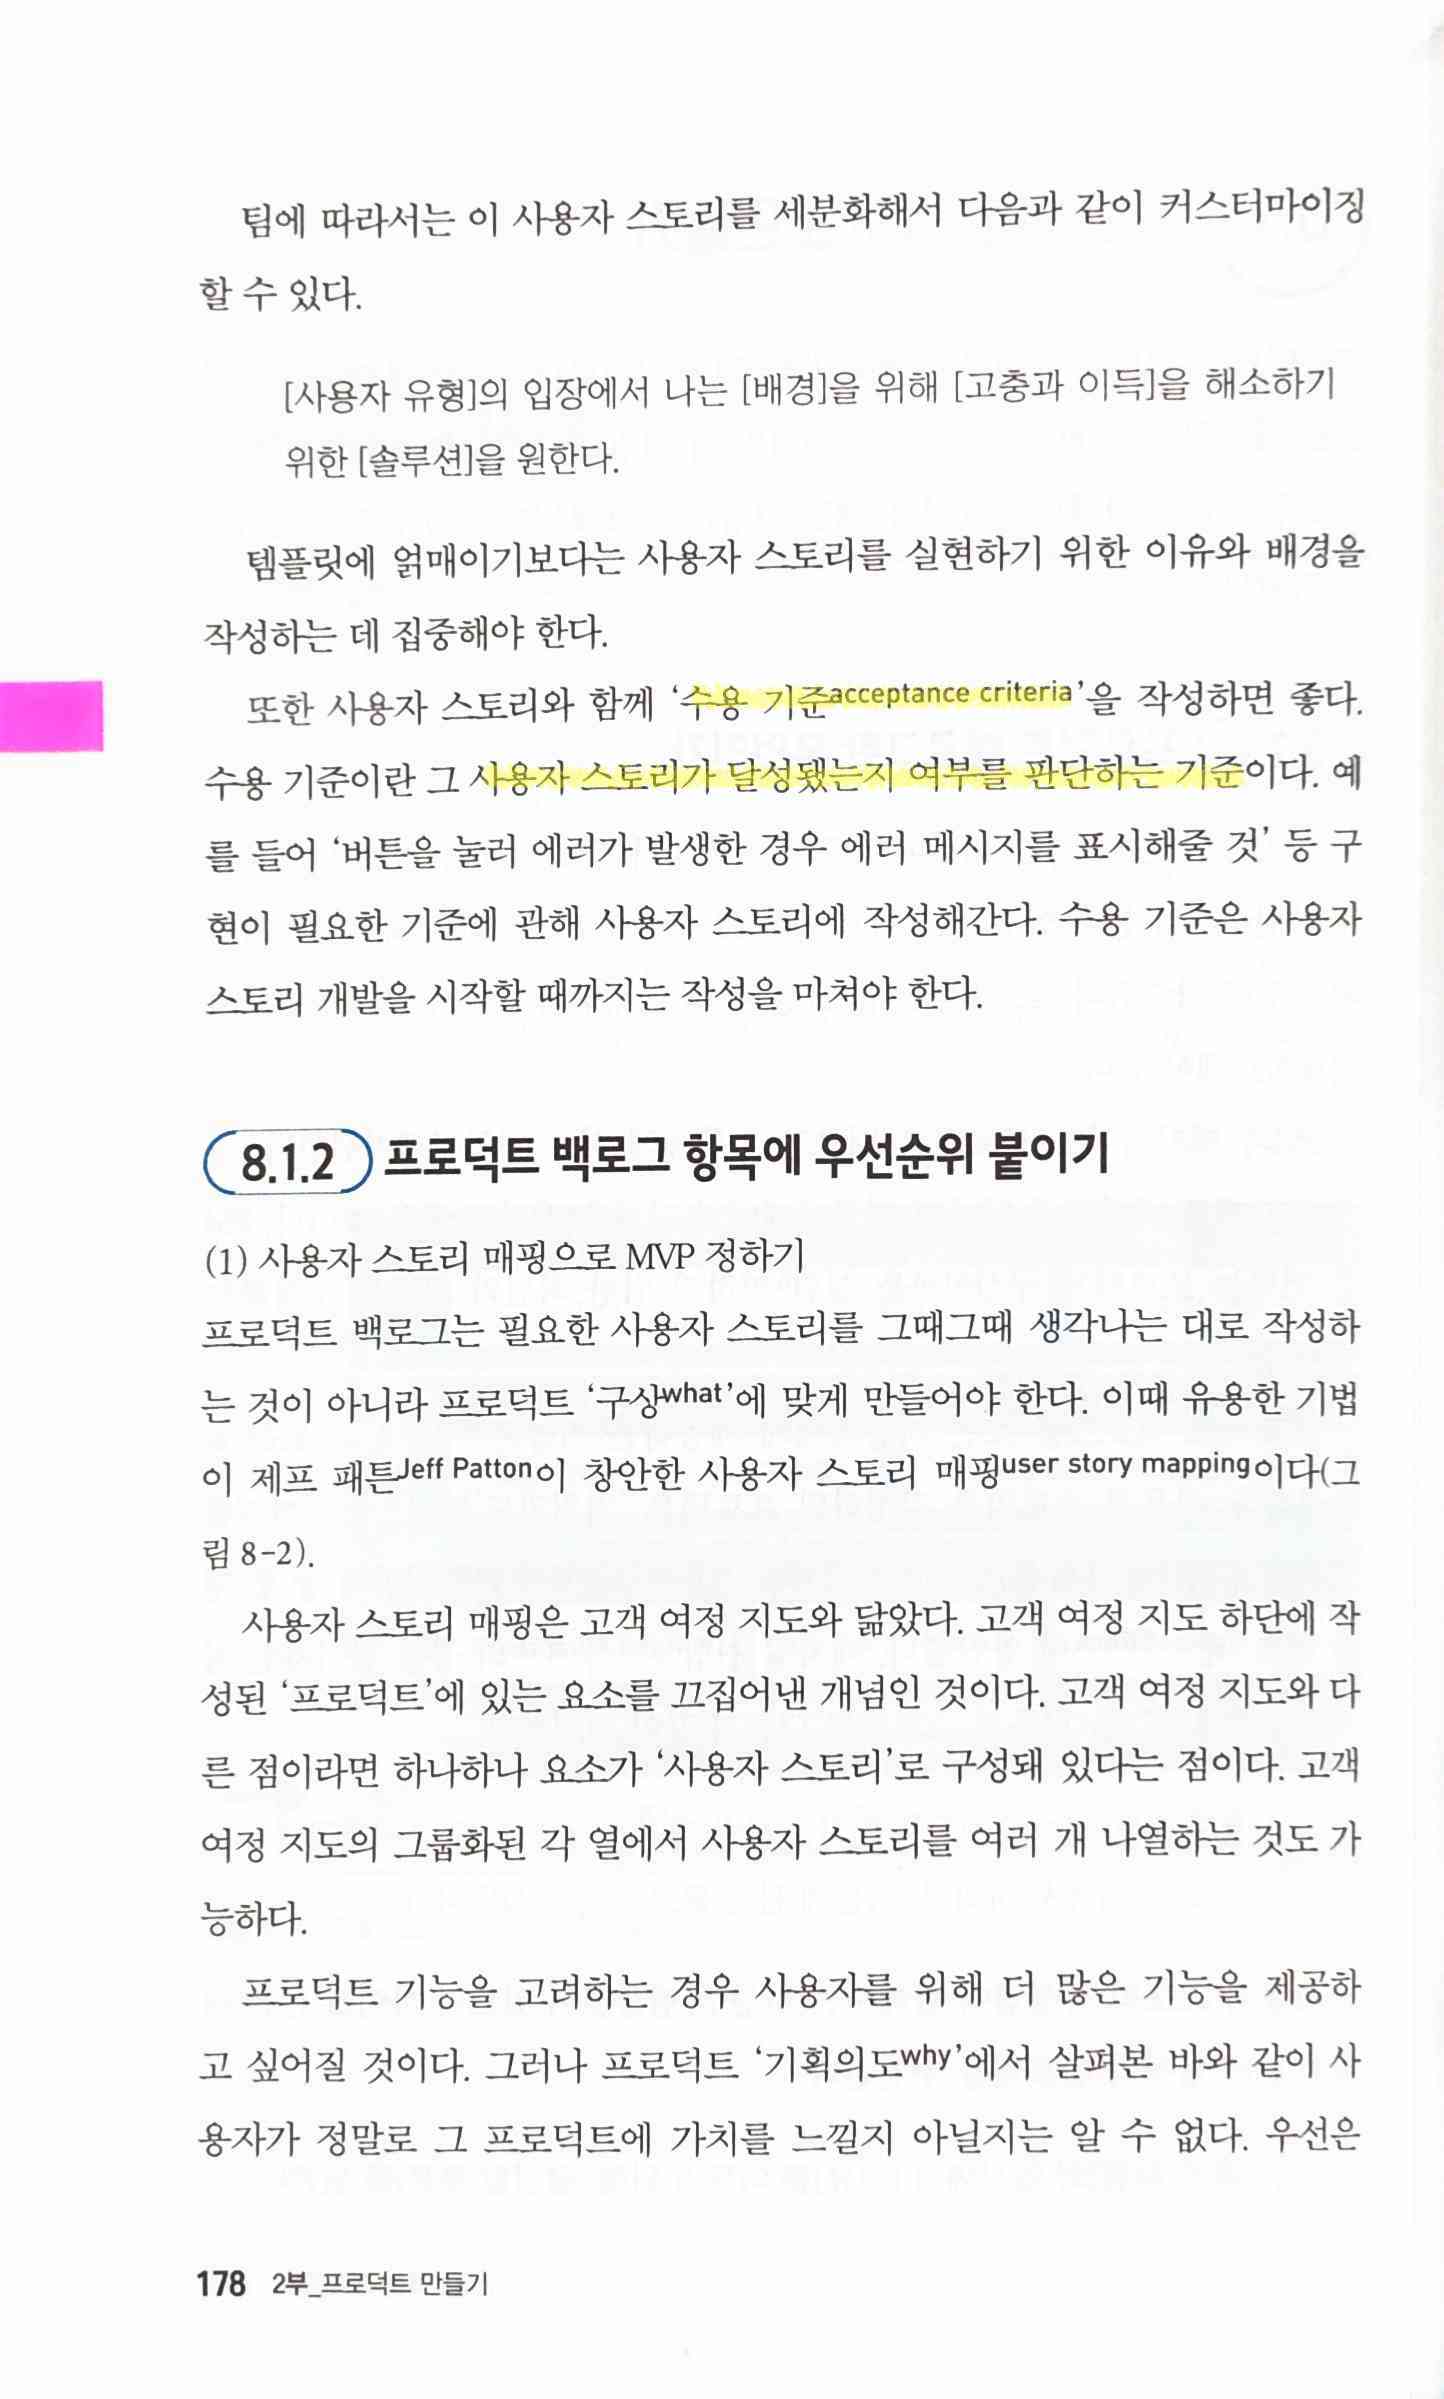 팀에 따라서는 이 사용자 스토리를 세분화해서 다음과 같이 커스터마이징
할 수 있다.
[사용자 유형]의 입장에서 나는 [배경]을 위해 [고충과 이득]을 해소하기
위한 [솔루션]을 원한다.
템플릿에 얽매이기보다는 사용자 스토리를 실현하기 위한 이유와 배경을
작성하는 데 집중해야 한다.
또한 사용자 스토리와 함께 ‘수용 기준acceptance criteria’을 작성하면 좋다.
수용 기준이란 그 사용자 스토리가 달성됐는지 여부를 판단하는 기준이다. 예
를 들어 ‘버튼을 눌러 에러가 발생한 경우 에러 메시지를 표시해줄 것’ 등 구
현이 필요한 기준에 관해 사용자 스토리에 작성해간다. 수용 기준은 사용자
스토리 개발을 시작할 때까지는 작성을 마쳐야 한다.
8.1.2 프로덕트 백로그 항목에 우선순위 붙이기
(1) 사용자 스토리 매핑으로 MVP 정하기
프로덕트 백로그는 필요한 사용자 스토리를 그때그때 생각나는 대로 작성하
는 것이 아니라 프로덕트 ‘구상what’에 맞게 만들어야 한다. 이때 유용한 기법
이 제프 패튼Jeff Patton이 창안한 사용자 스토리 매핑user story mapping이다(그
림 8-2).
사용자 스토리 매핑은 고객 여정 지도와 닮았다. 고객 여정 지도 하단에 작
성된 ‘프로덕트’에 있는 요소를 끄집어낸 개념인 것이다. 고객 여정 지도와 다
른 점이라면 하나하나 요소가 ‘사용자 스토리’로 구성돼 있다는 점이다. 고객
여정 지도의 그룹화된 각 열에서 사용자 스토리를 여러 개 나열하는 것도 가
능하다.
프로덕트 기능을 고려하는 경우 사용자를 위해 더 많은 기능을 제공하
고 싶어질 것이다. 그러나 프로덕트 ‘기획의도why’에서 살펴본 바와 같이 사
용자가 정말로 그 프로덕트에 가치를 느낄지 아닐지는 알 수 없다. 우선은
178 2부_프로덕트 만들기